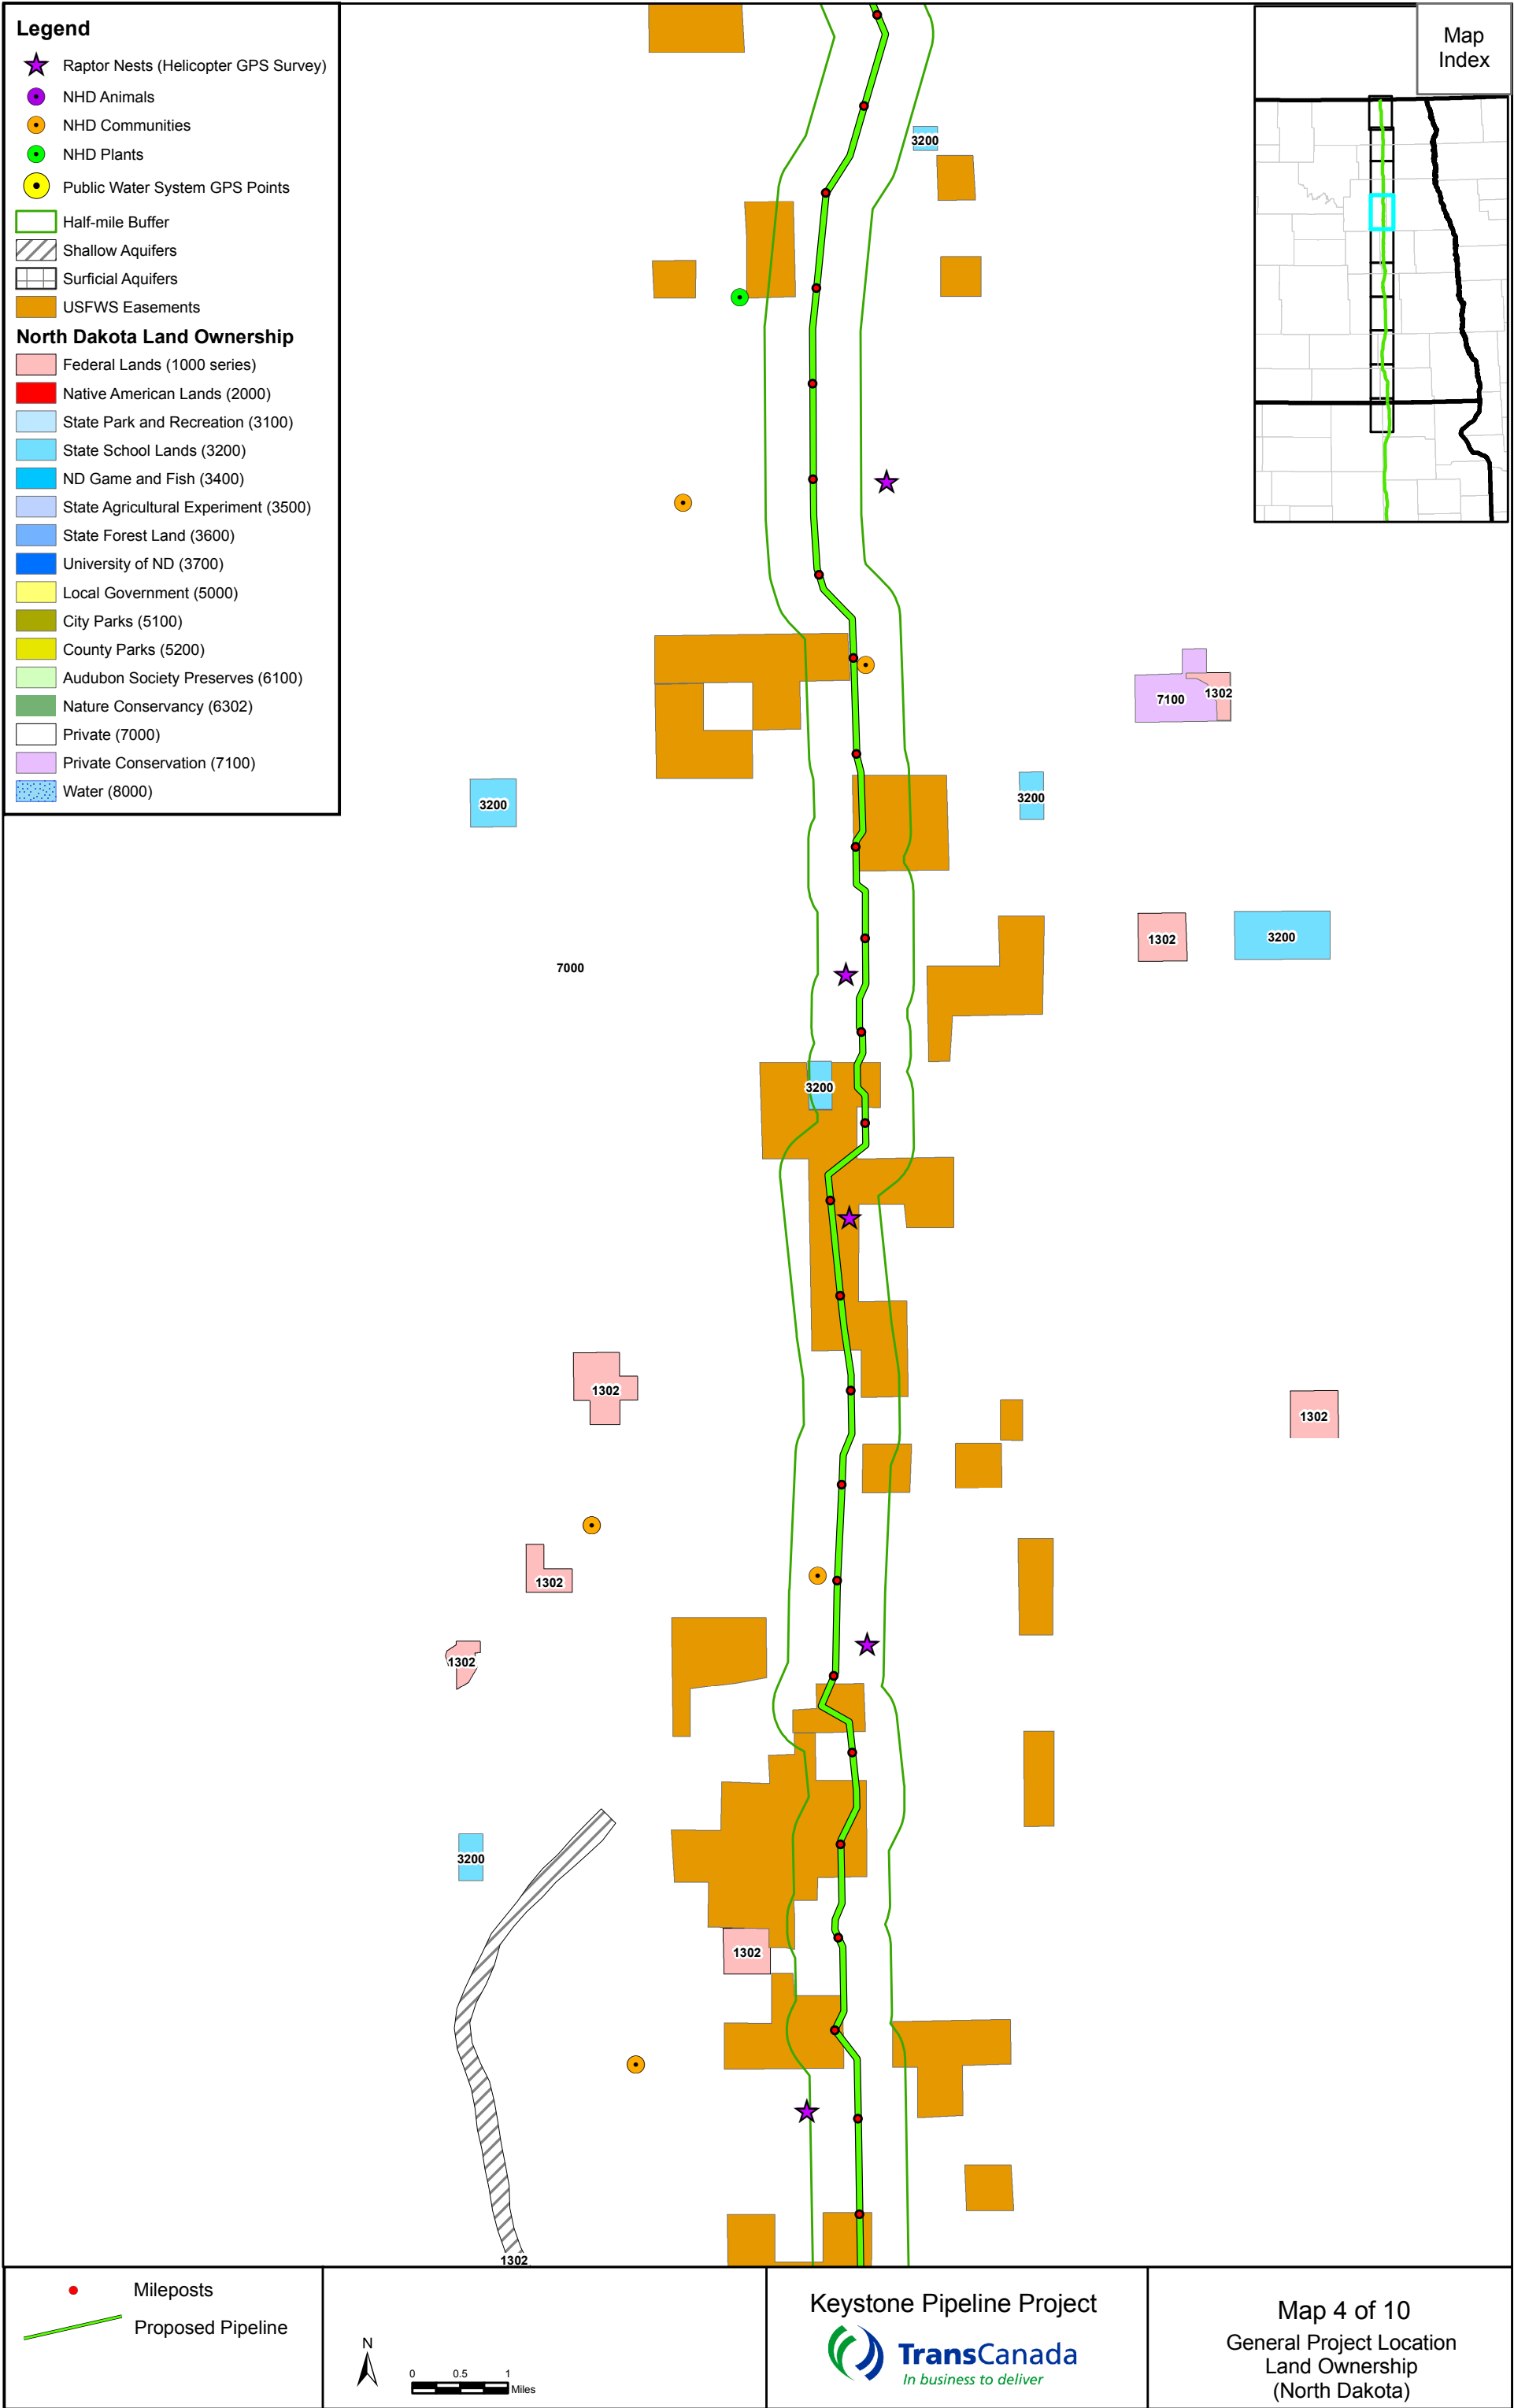 Legend
Raptor Nests (Helicopter GPS Survey)
NHD Animals
NHD Communities
NHD Plants
Public Water System GPS Points
Half-mile Buffer
Shallow Aquifers
Surficial Aquifers
USFWS Easements
North Dakota Land Ownership
Federal Lands (1000 series)
Native American Lands (2000)
State Park and Recreation (3100)
State School Lands (3200)
ND Game and Fish (3400)
State Agricultural Experiment (3500)
State Forest Land (3600)
University of ND (3700)
Local Government (5000)
City Parks (5100)
County Parks (5200)
Audubon Society Preserves (6100)
Nature Conservancy (6302)
Private (7000)
Private Conservation (7100)
Water (8000)
Map
Index
3200
7100
1302
3200
3200
1302
3200
7000
3200
1302
1302
1302
1302
3200
1302
1302
Mileposts
Proposed Pipeline
N
0 0.5 1
Miles
Keystone Pipeline Project
TransCanada
In business to deliver
Map 4 of 10
General Project Location
Land Ownership
(North Dakota)